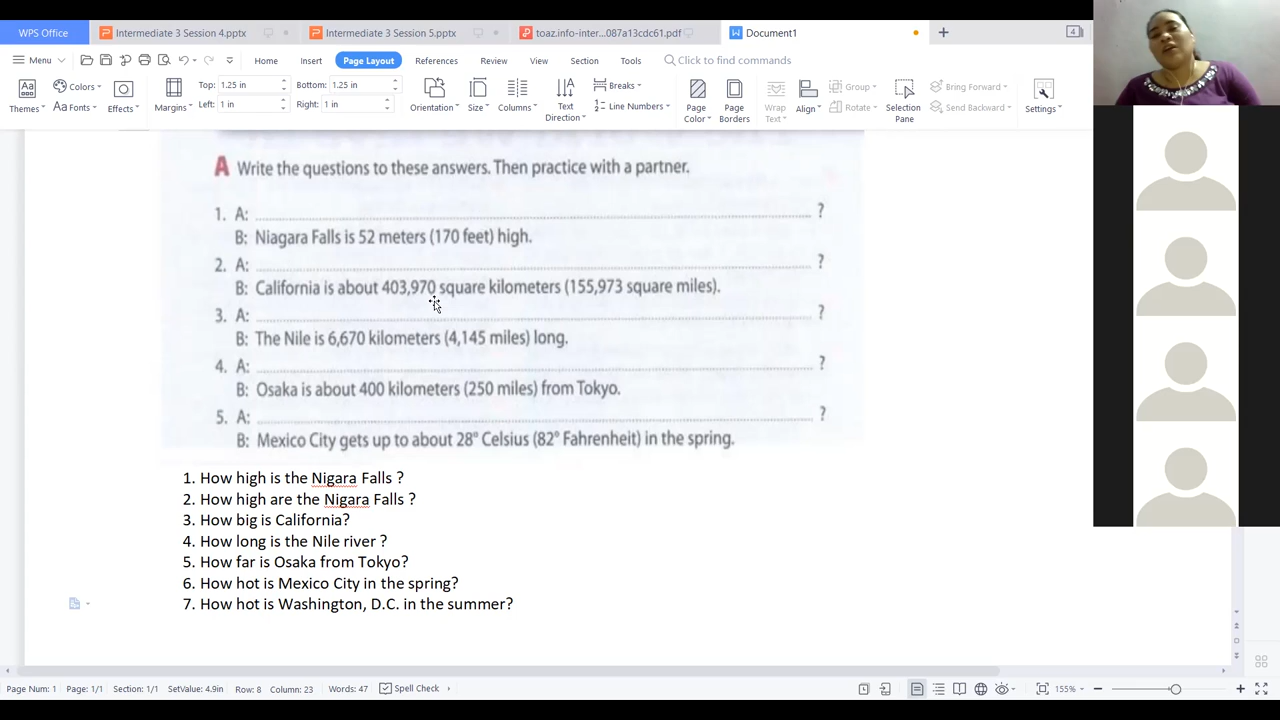 WPS Office
Intermediate 3 Session 4.pptx
Intermediate 3 Session 5.pptx
toaz.info-inter...087a13cdc61.pdf
Document1
4
Menu
Home
Insert
Page Layout
References
Review
View
Section
Tools
Click to find commands
Themes
Colors
Fonts
Effects
Margins
Top: 1.25 in
Bottom: 1.25 in
Left: 1 in
Right: 1 in
Orientation
Size
Columns
Text Direction
Breaks
Line Numbers
Page Color
Page Borders
Wrap Text
Align
Group
Rotate
Selection Pane
Bring Forward
Send Backward
Settings
A Write the questions to these answers. Then practice with a partner.
1. A: ?
B: Niagara Falls is 52 meters (170 feet) high.
2. A: ?
B: California is about 403,970 square kilometers (155,973 square miles).
3. A: ?
B: The Nile is 6,670 kilometers (4,145 miles) long.
4. A: ?
B: Osaka is about 400 kilometers (250 miles) from Tokyo.
5. A: ?
B: Mexico City gets up to about 28° Celsius (82° Fahrenheit) in the spring.
1. How high is the Nigara Falls ?
2. How high are the Nigara Falls ?
3. How big is California?
4. How long is the Nile river ?
5. How far is Osaka from Tokyo?
6. How hot is Mexico City in the spring?
7. How hot is Washington, D.C. in the summer?
Page Num: 1
Page: 1/1
Section: 1/1
SetValue: 4.9in
Row: 8
Column: 23
Words: 47
Spell Check
155%